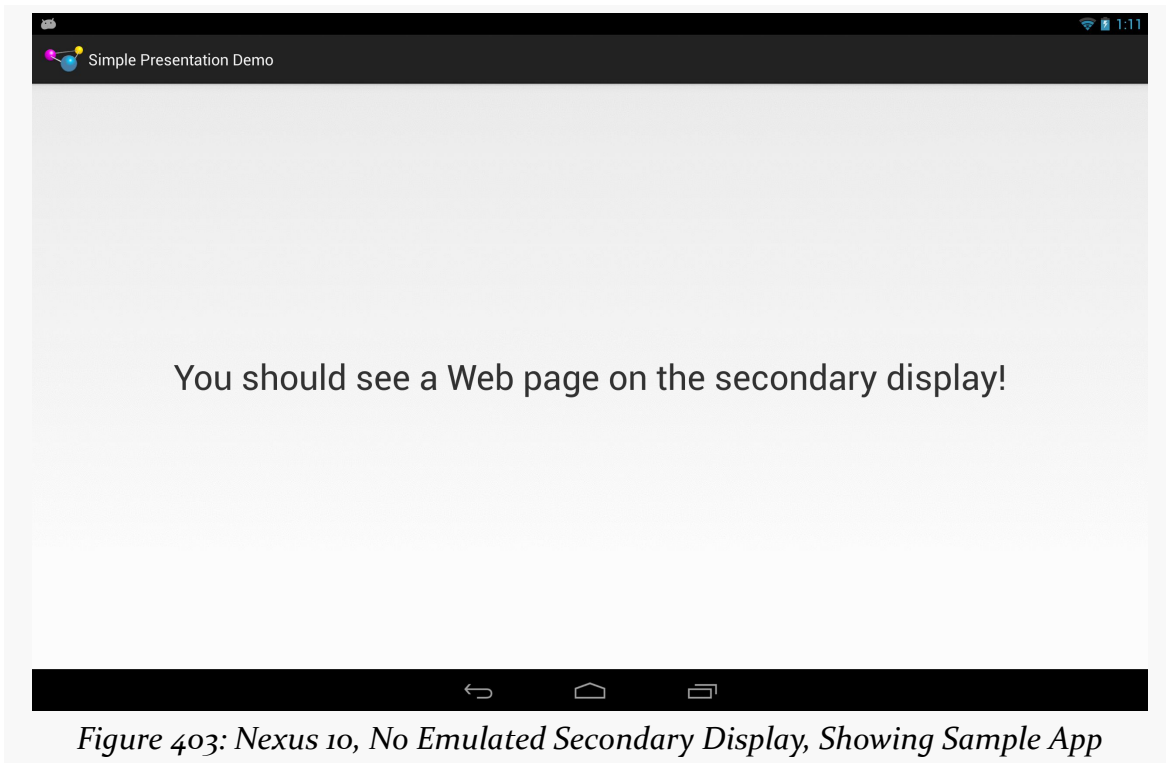 1:11
Simple Presentation Demo
You should see a Web page on the secondary display!
Figure 403: Nexus 10, No Emulated Secondary Display, Showing Sample App